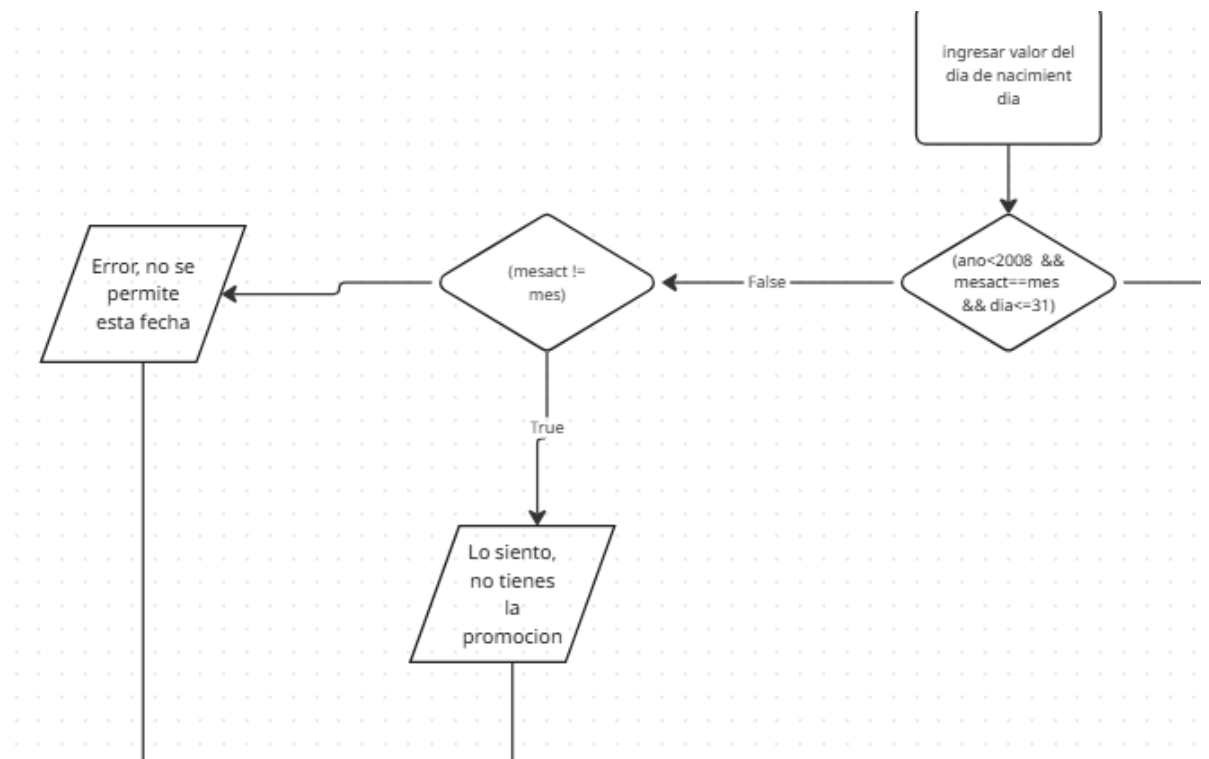 ingresar valor del
dia de nacimient
dia
(ano<2008 &&
mesact==mes
&& dia<=31)
False
(mesact !=
mes)
Error, no se
permite
esta fecha
True
Lo siento,
no tienes
la
promocion